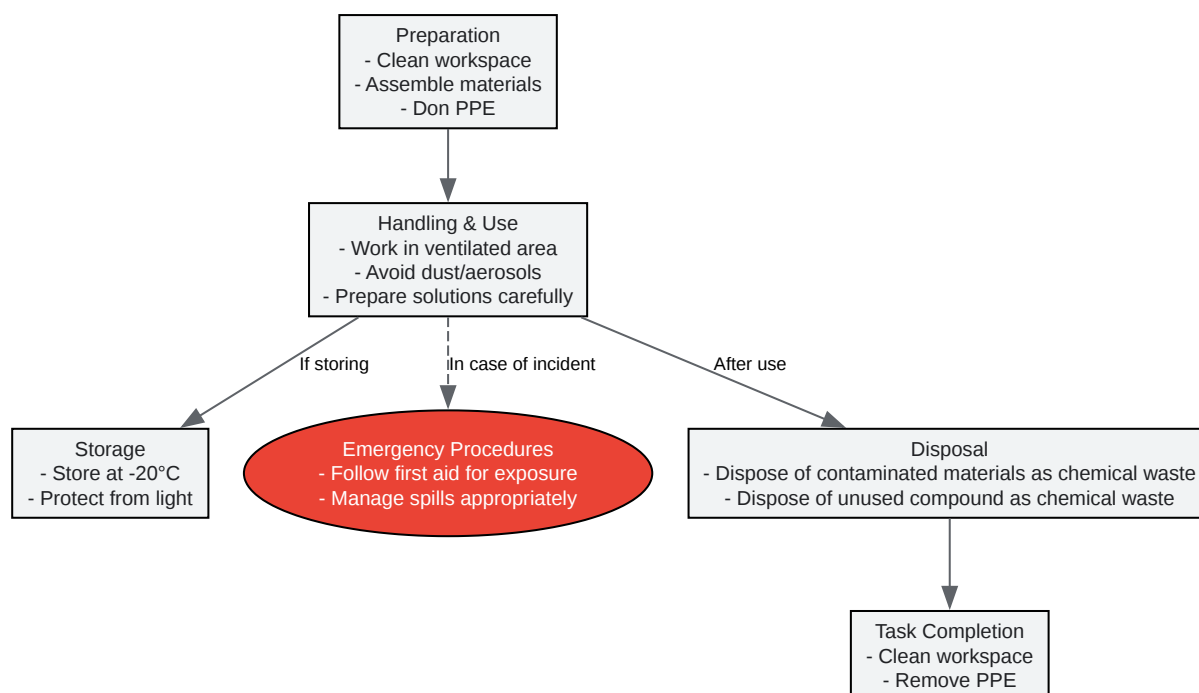 Preparation
- Clean workspace
- Assemble materials
- Don PPE
Handling & Use
- Work in ventilated area
- Avoid dust/aerosols
- Prepare solutions carefully
If storing
In case of incident
After use
Storage
- Store at -20°C
- Protect from light
Emergency Procedures
- Follow first aid for exposure
- Manage spills appropriately
Disposal
- Dispose of contaminated materials as chemical waste
- Dispose of unused compound as chemical waste
Task Completion
- Clean workspace
- Remove PPE